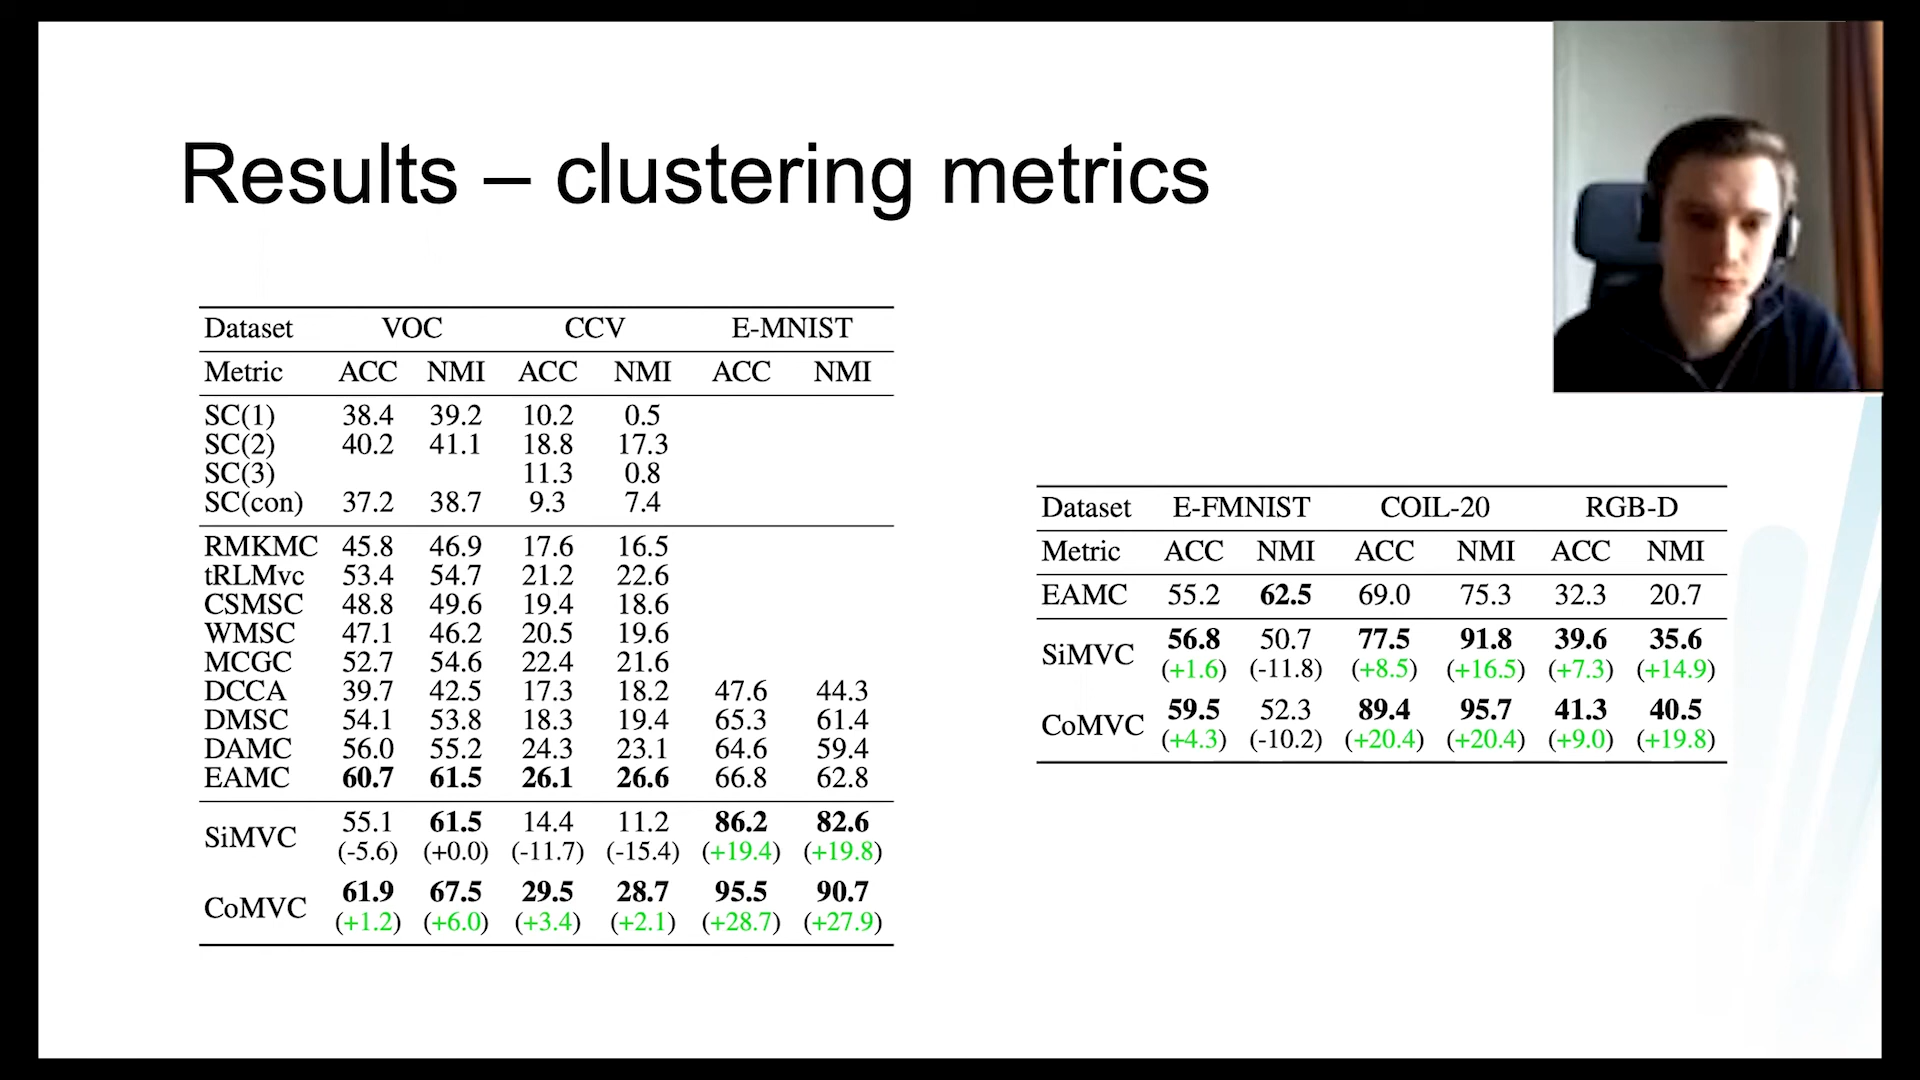 Results – clustering metrics
Dataset VOC CCV E-MNIST
Metric ACC NMI ACC NMI ACC NMI
SC(1) 38.4 39.2 10.2 0.5
SC(2) 40.2 41.1 18.8 17.3
SC(3) 11.3 0.8
SC(con) 37.2 38.7 9.3 7.4
RMKMC 45.8 46.9 17.6 16.5
tRLMvc 53.4 54.7 21.2 22.6
CSMSC 48.8 49.6 19.4 18.6
WMSC 47.1 46.2 20.5 19.6
MCGC 52.7 54.6 22.4 21.6
DCCA 39.7 42.5 17.3 18.2 47.6 44.3
DMSC 54.1 53.8 18.3 19.4 65.3 61.4
DAMC 56.0 55.2 24.3 23.1 64.6 59.4
EAMC 60.7 61.5 26.1 26.6 66.8 62.8
SiMVC 55.1 61.5 14.4 11.2 86.2 82.6
(-5.6) (+0.0) (-11.7) (-15.4) (+19.4) (+19.8)
CoMVC 61.9 67.5 29.5 28.7 95.5 90.7
(+1.2) (+6.0) (+3.4) (+2.1) (+28.7) (+27.9)
Dataset E-FMNIST COIL-20 RGB-D
Metric ACC NMI ACC NMI ACC NMI
EAMC 55.2 62.5 69.0 75.3 32.3 20.7
SiMVC 56.8 50.7 77.5 91.8 39.6 35.6
(+1.6) (-11.8) (+8.5) (+16.5) (+7.3) (+14.9)
CoMVC 59.5 52.3 89.4 95.7 41.3 40.5
(+4.3) (-10.2) (+20.4) (+20.4) (+9.0) (+19.8)